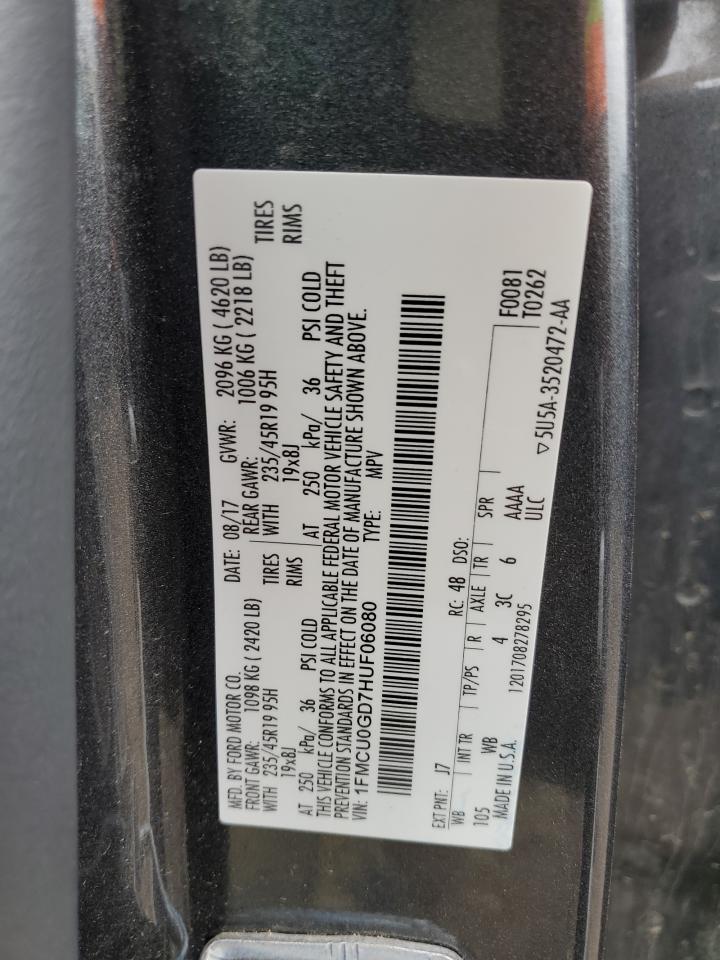 MFD. BY FORD MOTOR CO.
DATE: 08/17 GVWR: 2096 KG ( 4620 LB)
FRONT GAWR: 1098 KG ( 2420 LB) REAR GAWR: 1006 KG ( 2218 LB)
WITH 235/45R19 95H TIRES WITH 235/45R19 95H TIRES
19x8J RIMS 19x8J RIMS
AT 250 kPa/ 36 PSI COLD AT 250 kPa/ 36 PSI COLD
THIS VEHICLE CONFORMS TO ALL APPLICABLE FEDERAL MOTOR VEHICLE SAFETY AND THEFT
PREVENTION STANDARDS IN EFFECT ON THE DATE OF MANUFACTURE SHOWN ABOVE.
VIN: 1FMCU0GD7HUF06080 TYPE: MPV
EXT PNT: J7 RC: 4B DSO: F0081
WB INT TR TP/PS R AXLE TR SPR T0262
105 WB 4 3C 6 AAAA ▽5U5A-3520472-AA
MADE IN U.S.A. 1201708278295 ULC